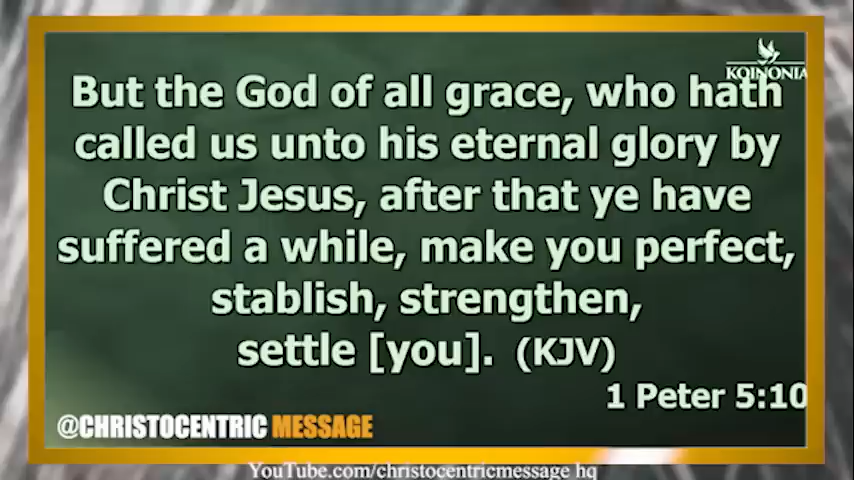 KOINONIA
But the God of all grace, who hath
called us unto his eternal glory by
Christ Jesus, after that ye have
suffered a while, make you perfect,
stablish, strengthen,
settle [you]. (KJV)
1 Peter 5:10
@CHRISTOCENTRIC MESSAGE
YouTube.com/christocentricmessage hq